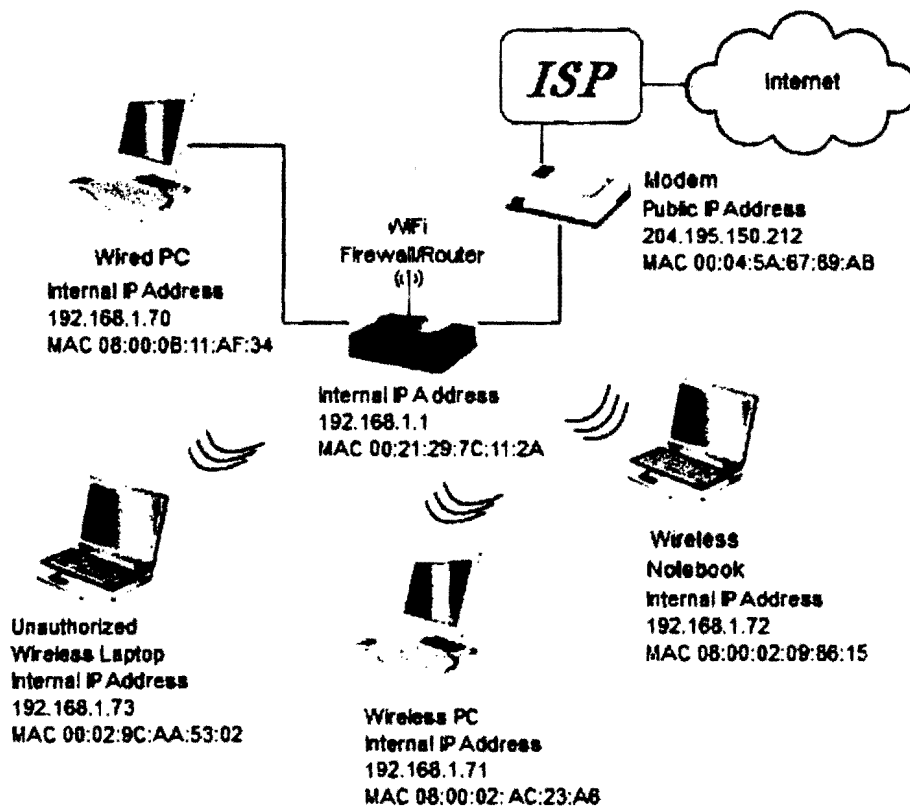 ISP
Internet
Modem
Public IP Address
204.195.150.212
MAC 00:04:5A:67:89:AB
WiFi
Firewall/Router
Wired PC
Internal IP Address
192.168.1.70
MAC 08:00:0B:11:AF:34
Internal IP Address
192.168.1.1
MAC 00:21:29:7C:11:2A
Wireless
Notebook
Internal IP Address
192.168.1.72
MAC 08:00:02:09:86:15
Unauthorized
Wireless Laptop
Internal IP Address
192.168.1.73
MAC 00:02:9C:AA:53:02
Wireless PC
Internal IP Address
192.168.1.71
MAC 08:00:02: AC:23:A6